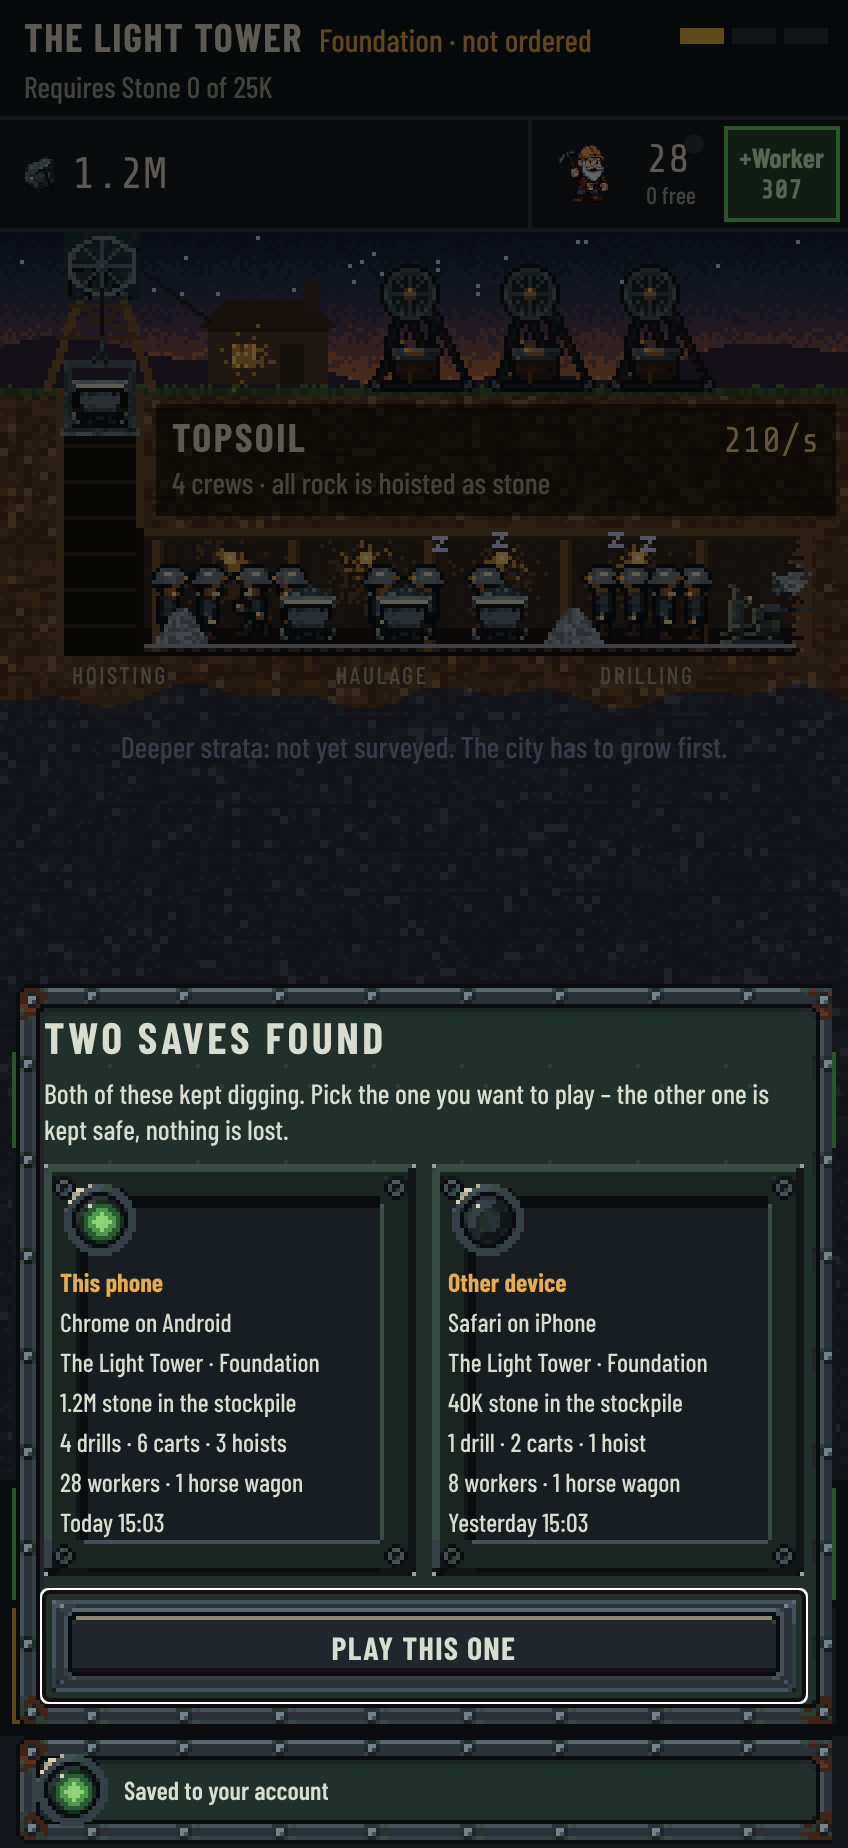 THE LIGHT TOWER Foundation · not ordered
Requires Stone 0 of 25K
1.2M
28
0 free
+Worker
307
TOPSOIL
210/s
4 crews · all rock is hoisted as stone
z z z z
HOISTING
HAULAGE
DRILLING
Deeper strata: not yet surveyed. The city has to grow first.
TWO SAVES FOUND
Both of these kept digging. Pick the one you want to play – the other one is
kept safe, nothing is lost.
This phone
Chrome on Android
The Light Tower · Foundation
1.2M stone in the stockpile
4 drills · 6 carts · 3 hoists
28 workers · 1 horse wagon
Today 15:03
Other device
Safari on iPhone
The Light Tower · Foundation
40K stone in the stockpile
1 drill · 2 carts · 1 hoist
8 workers · 1 horse wagon
Yesterday 15:03
PLAY THIS ONE
Saved to your account